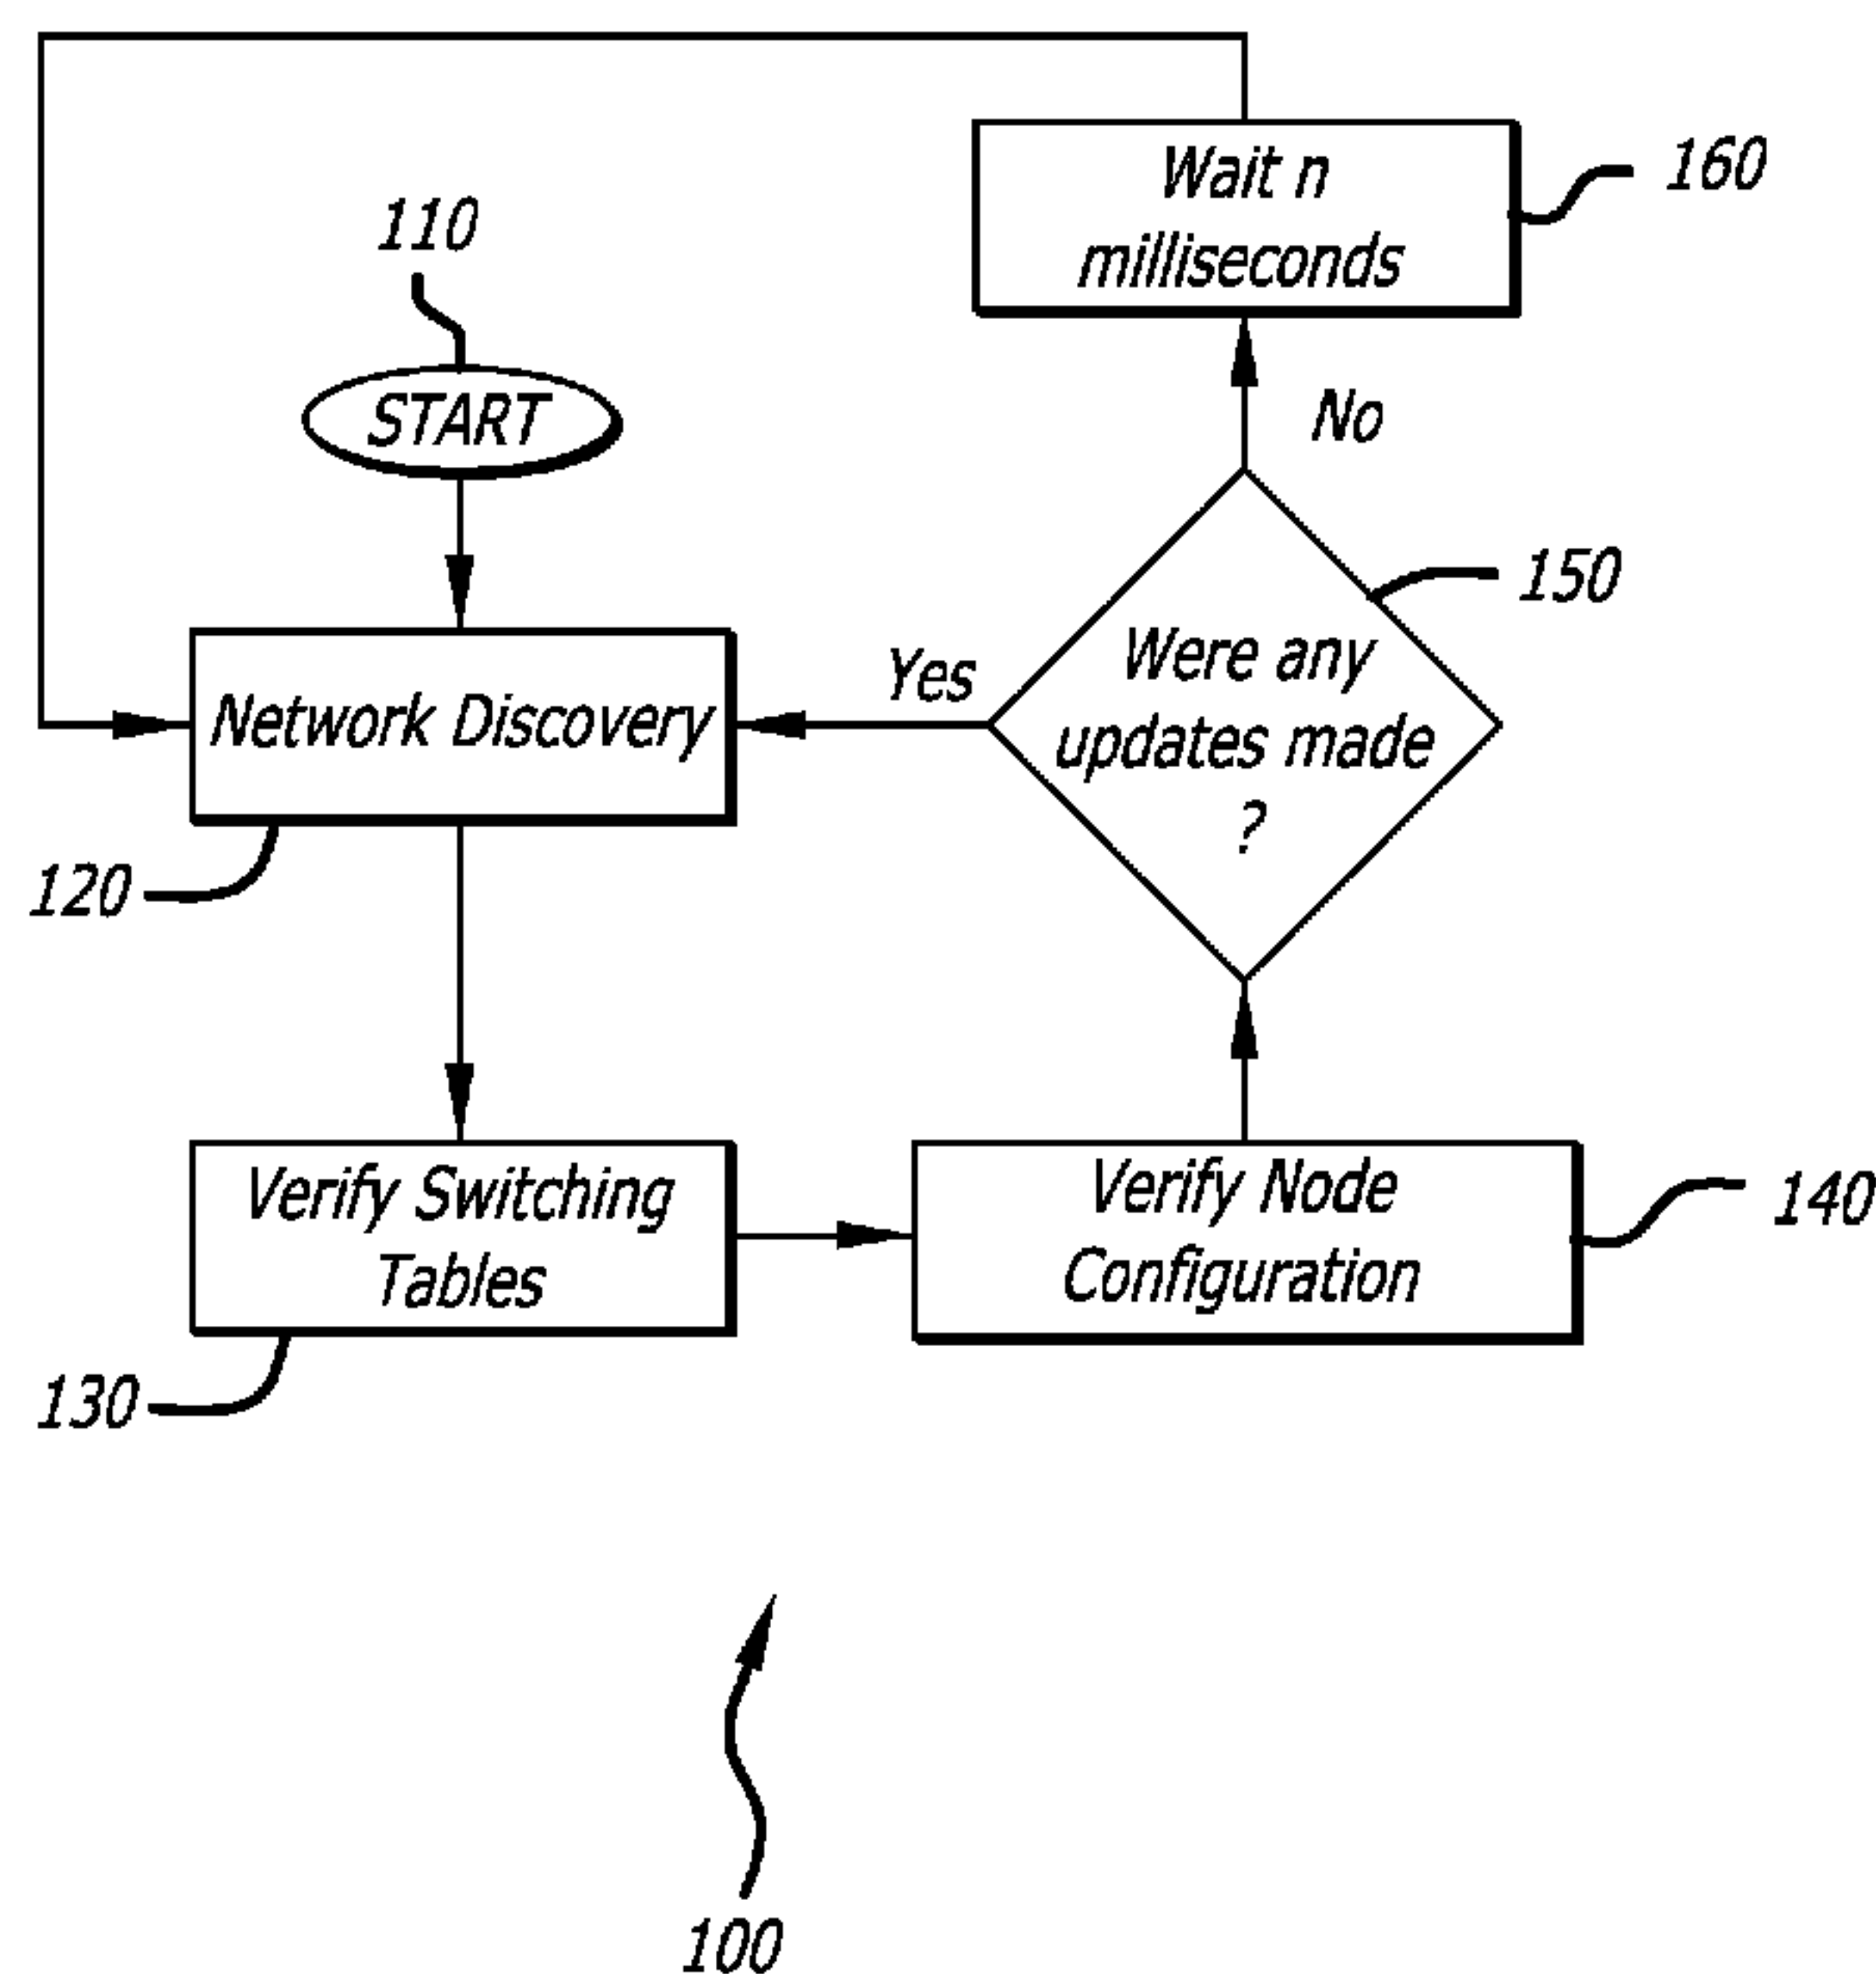 Wait n
milliseconds
160
110
START
No
150
Were any
updates made
?
Yes
Network Discovery
120
Verify Switching
Tables
130
Verify Node
Configuration
140
100